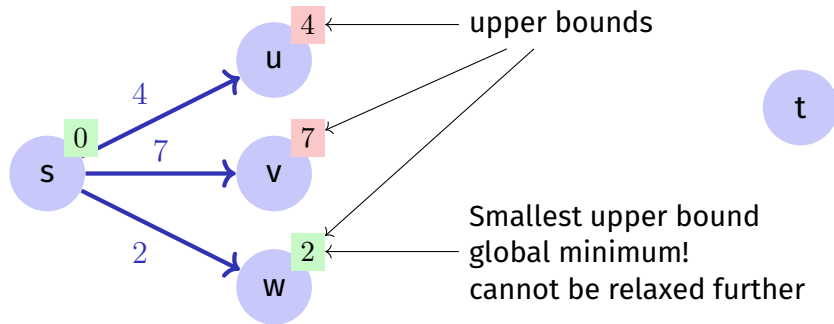 4
upper bounds
u
4
t
0
7
7
s
v
Smallest upper bound
2
2
global minimum!
w
cannot be relaxed further